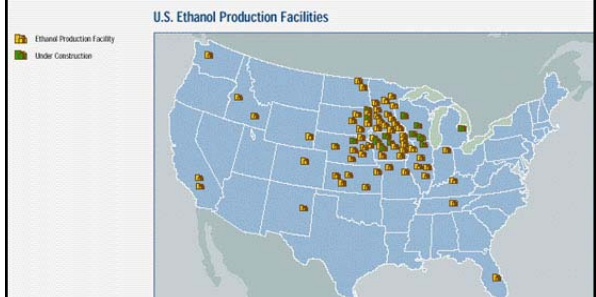 U.S. Ethanol Production Facilities
Ethanol Production Facility
Under Construction